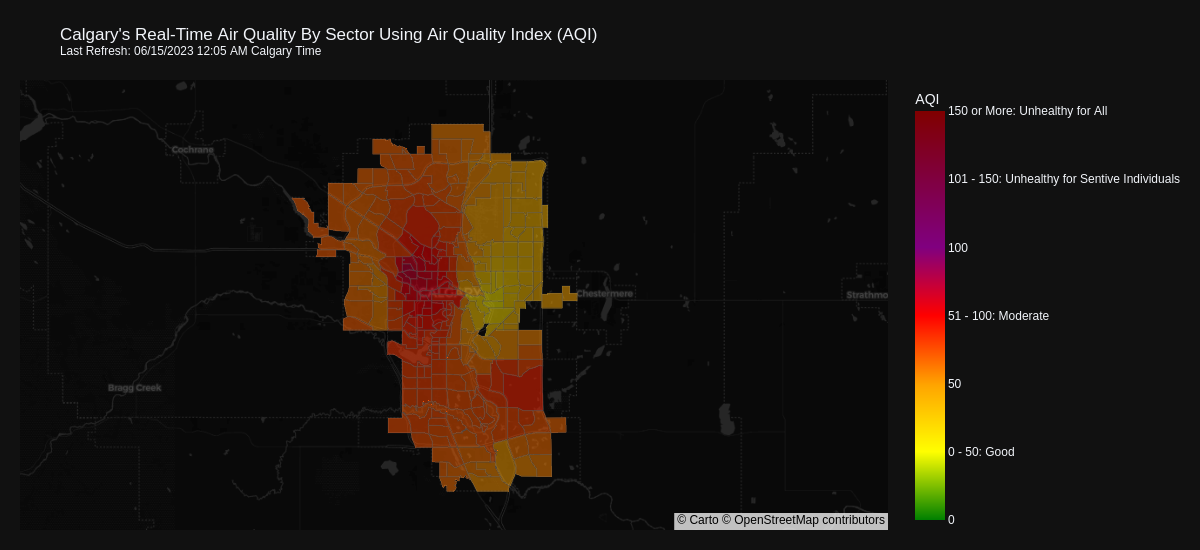 Calgary's Real-Time Air Quality By Sector Using Air Quality Index (AQI)
Last Refresh: 06/15/2023 12:05 AM Calgary Time
AQI
150 or More: Unhealthy for All
Cochrane
101 - 150: Unhealthy for Sentive Individuals
100
CALGARY
Chestermere
Strathmo
51 - 100: Moderate
Bragg Creek
50
0 - 50: Good
© Carto © OpenStreetMap contributors
0